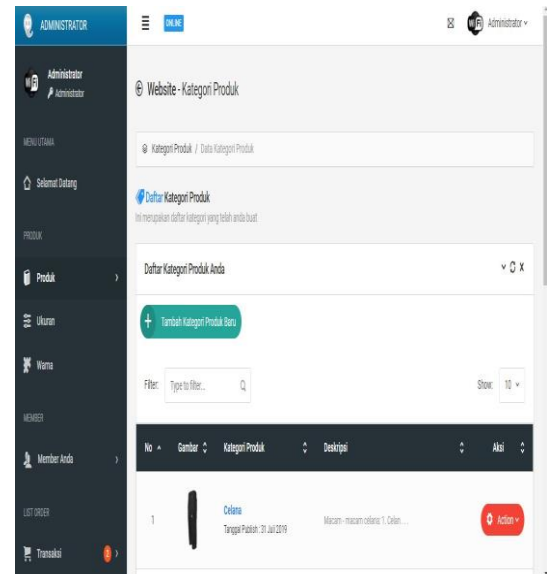 ADMINISTRATOR
ONLINE
Administrator
Administrator
Administrator
Website - Kategori Produk
MENU UTAMA
Kategori Produk / Data Kategori Produk
Selamat Datang
Daftar Kategori Produk
Ini merupakan daftar kategori yang telah anda buat
PRODUK
Produk
Daftar Kategori Produk Anda
Ukuran
Tambah Kategori Produk Baru
Warna
Filter: Type to filter... Show: 10
MEMBER
No Gambar Kategori Produk Deskripsi Aksi
Member Anda
LIST ORDER
1 Celana Macam - macam celana: 1. Celan ... Action
Tanggal Publish : 31 Juli 2019
Transaksi 2